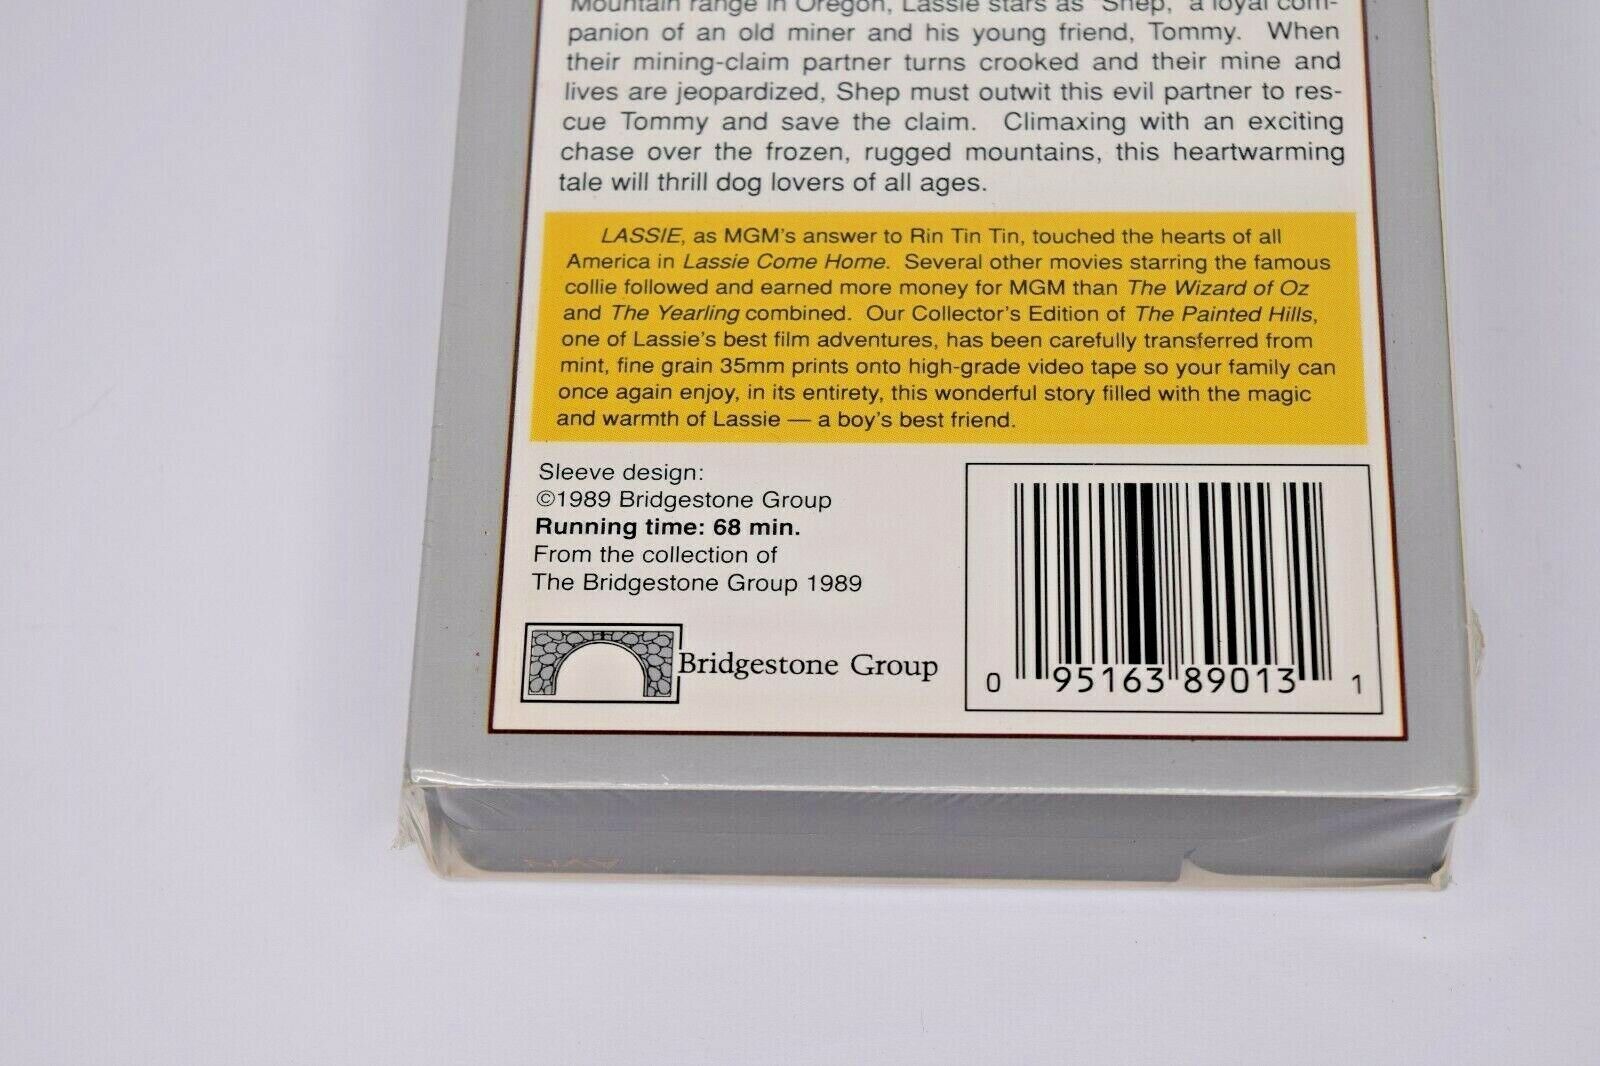 Mountain range in Oregon, Lassie stars as "Shep," a loyal com-
panion of an old miner and his young friend, Tommy. When
their mining-claim partner turns crooked and their mine and
lives are jeopardized, Shep must outwit this evil partner to res-
cue Tommy and save the claim. Climaxing with an exciting
chase over the frozen, rugged mountains, this heartwarming
tale will thrill dog lovers of all ages.
LASSIE, as MGM's answer to Rin Tin Tin, touched the hearts of all
America in Lassie Come Home. Several other movies starring the famous
collie followed and earned more money for MGM than The Wizard of Oz
and The Yearling combined. Our Collector's Edition of The Painted Hills,
one of Lassie's best film adventures, has been carefully transferred from
mint, fine grain 35mm prints onto high-grade video tape so your family can
once again enjoy, in its entirety, this wonderful story filled with the magic
and warmth of Lassie — a boy's best friend.
Sleeve design:
©1989 Bridgestone Group
Running time: 68 min.
From the collection of
The Bridgestone Group 1989
Bridgestone Group
0 95163 89013 1